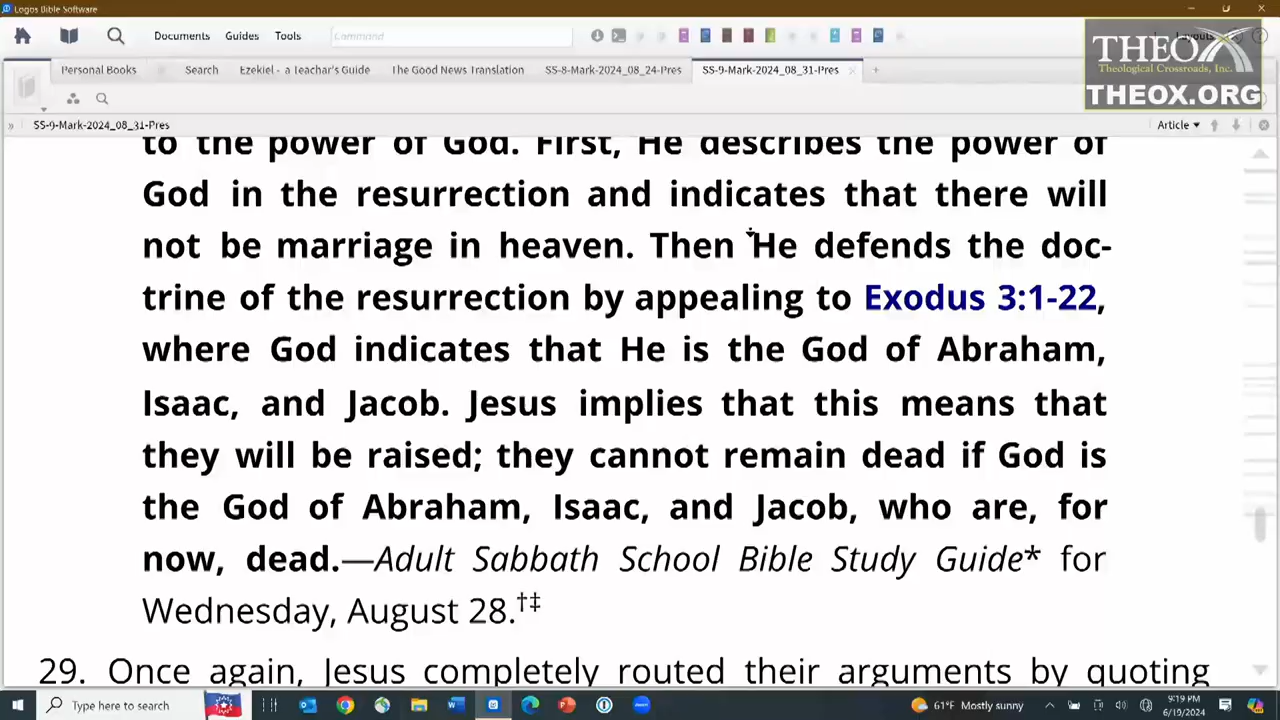 Logos Bible Software
Documents Guides Tools Command
THEOX
Theological Crossroads, Inc.
THEOX.ORG
Personal Books Search Ezekiel - a Teacher's Guide Translation SS-8-Mark-2024_08_24-Pres SS-9-Mark-2024_08_31-Pres
» SS-9-Mark-2024_08_31-Pres Article
to the power of God. First, He describes the power of
God in the resurrection and indicates that there will
not be marriage in heaven. Then He defends the doc-
trine of the resurrection by appealing to Exodus 3:1-22,
where God indicates that He is the God of Abraham,
Isaac, and Jacob. Jesus implies that this means that
they will be raised; they cannot remain dead if God is
the God of Abraham, Isaac, and Jacob, who are, for
now, dead.—Adult Sabbath School Bible Study Guide* for
Wednesday, August 28.†‡
29. Once again, Jesus completely routed their arguments by quoting
Type here to search 61°F Mostly sunny 9:19 PM
6/19/2024